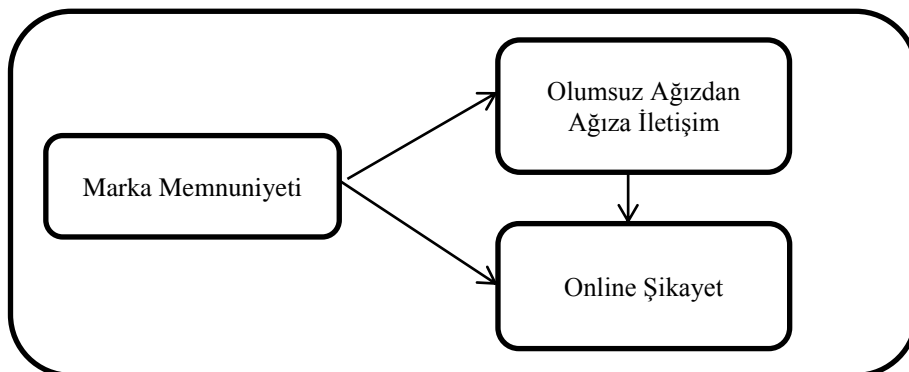 Olumsuz Ağızdan
Ağıza İletişim
Marka Memnuniyeti
Online Şikayet